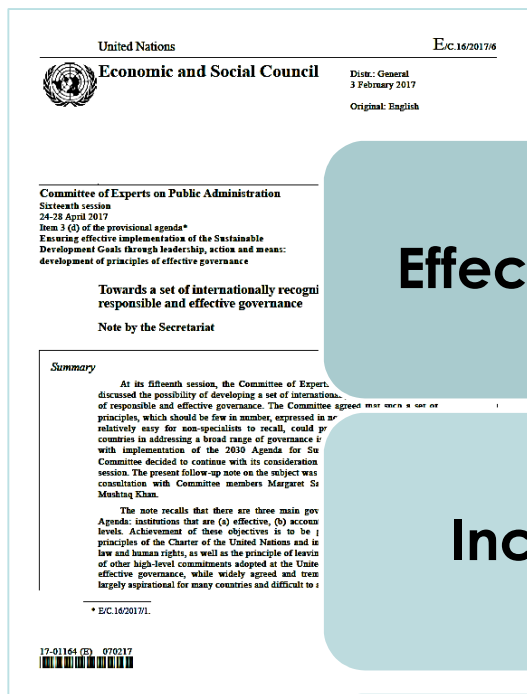 United Nations
E/C.16/2017/6
Economic and Social Council
Distr.: General
3 February 2017
Original: English
Committee of Experts on Public Administration
Sixteenth session
24-28 April 2017
Item 3 (d) of the provisional agenda*
Ensuring effective implementation of the Sustainable
Development Goals through leadership, action and means:
development of principles of effective governance
Towards a set of internationally recogni
responsible and effective governance
Note by the Secretariat
Summary
At its fifteenth session, the Committee of Expert
discussed the possibility of developing a set of internationa
of responsible and effective governance. The Committee agreed that such a set of
principles, which should be few in number, expressed in
relatively easy for non-specialists to recall, could
countries in addressing a broad range of governance
with implementation of the 2030 Agenda for
Committee decided to continue with its consideration
session. The present follow-up note on the subject was
consultation with Committee members Margaret
Mushtaq Khan.
The note recalls that there are three main gov
Agenda: institutions that are (a) effective, (b) accoun
levels. Achievement of these objectives is to be
principles of the Charter of the United Nations and in
law and human rights, as well as the principle of leavin
of other high-level commitments adopted at the Unite
effective governance, while widely agreed and trem
largely aspirational for many countries and difficult to
* E/C.16/2017/1.
17-01164 (E) 070217
Effec
Inc